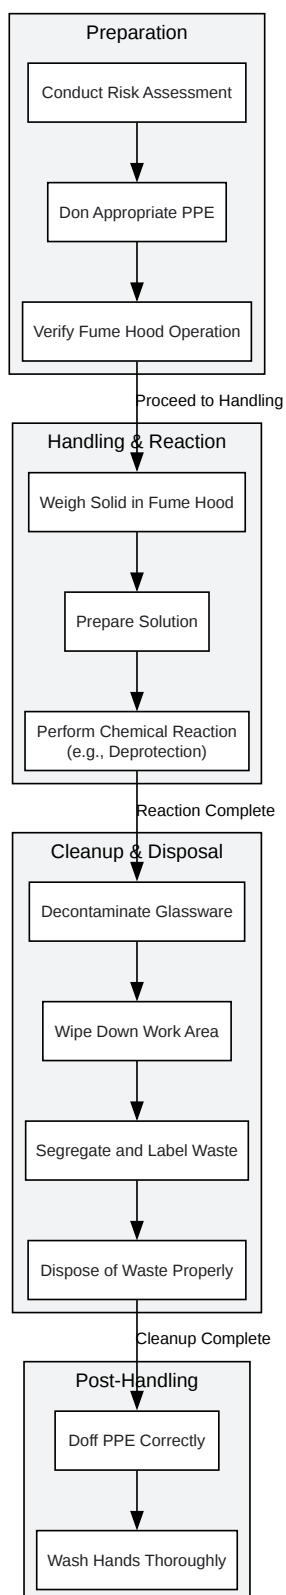 Preparation
Conduct Risk Assessment
Don Appropriate PPE
Verify Fume Hood Operation
Proceed to Handling
Handling & Reaction
Weigh Solid in Fume Hood
Prepare Solution
Perform Chemical Reaction
(e.g., Deprotection)
Reaction Complete
Cleanup & Disposal
Decontaminate Glassware
Wipe Down Work Area
Segregate and Label Waste
Dispose of Waste Properly
Cleanup Complete
Post-Handling
Doff PPE Correctly
Wash Hands Thoroughly